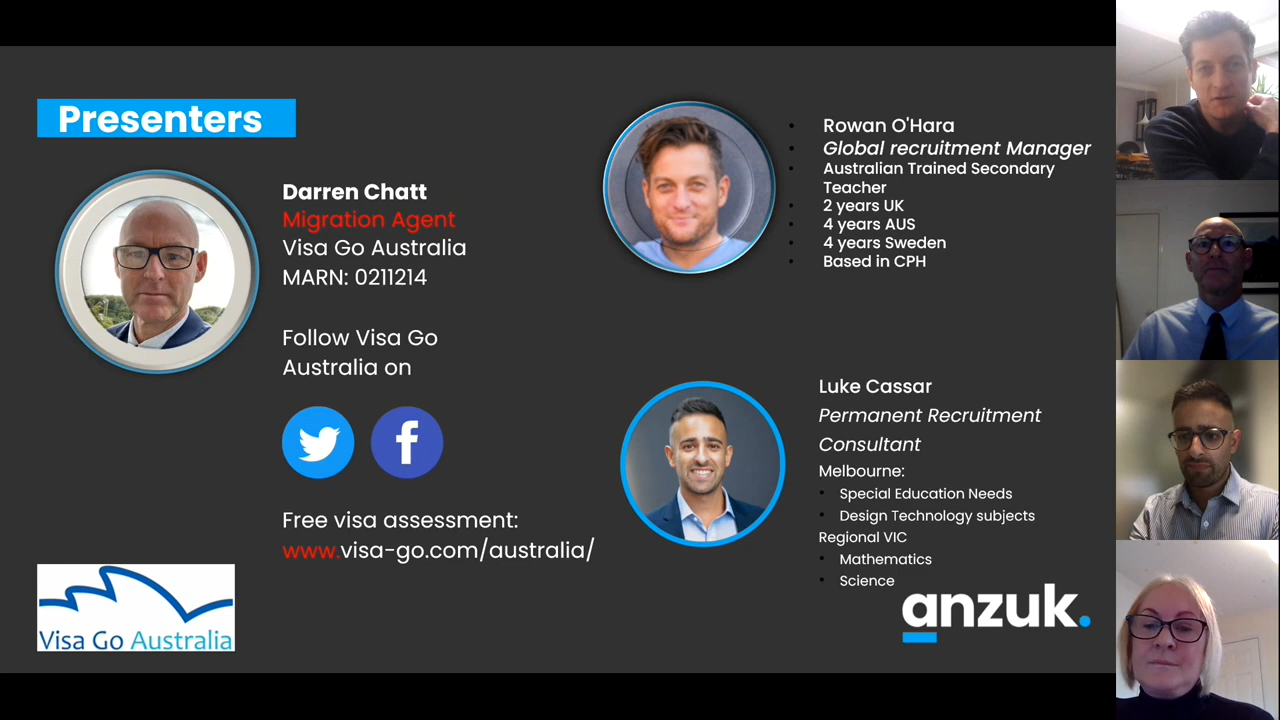 Presenters
Darren Chatt
Migration Agent
Visa Go Australia
MARN: 0211214
Follow Visa Go
Australia on
Free visa assessment:
www.visa-go.com/australia/
Visa Go Australia
Rowan O'Hara
Global recruitment Manager
Australian Trained Secondary
Teacher
2 years UK
4 years AUS
4 years Sweden
Based in CPH
Luke Cassar
Permanent Recruitment
Consultant
Melbourne:
Special Education Needs
Design Technology subjects
Regional VIC
Mathematics
Science
anzuk.